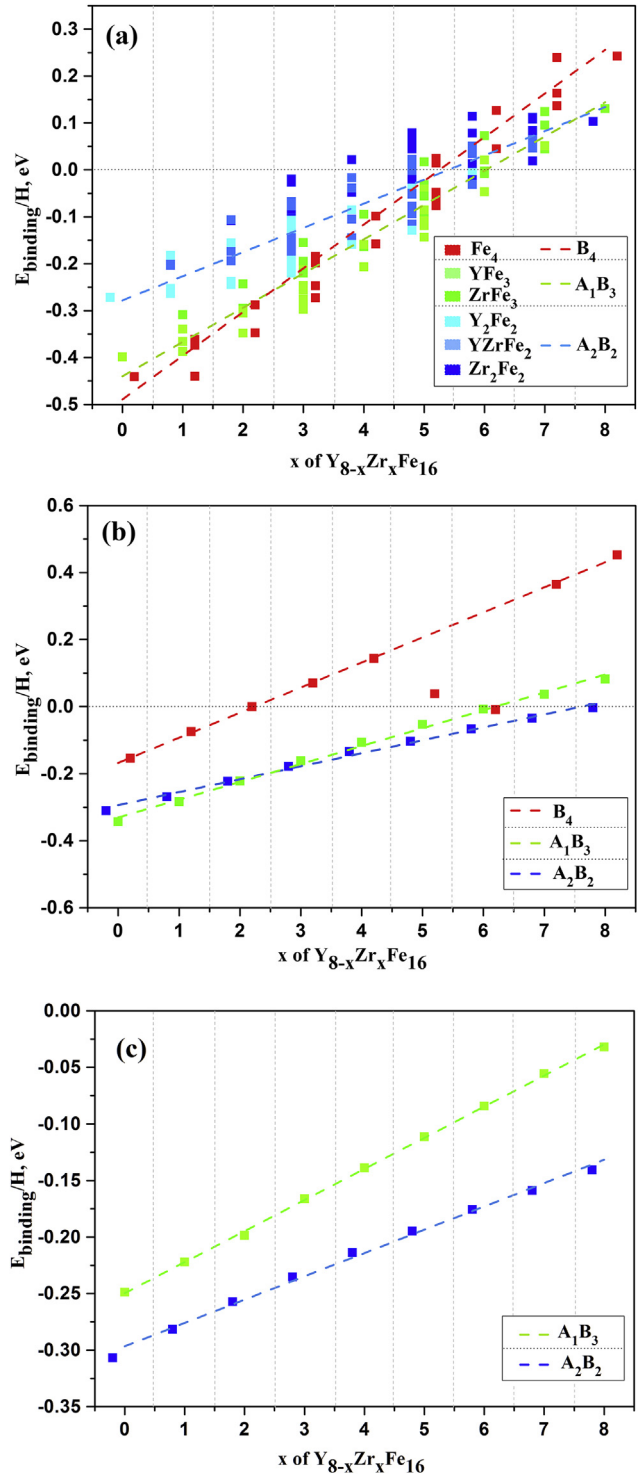 (a)
E_binding/H, eV
0.3
0.2
0.1
0.0
-0.1
-0.2
-0.3
-0.4
-0.5
Fe₄ B₄
YFe₃ A₁B₃
ZrFe₃
Y₂Fe₂
YZrFe₂ A₂B₂
Zr₂Fe₂
0 1 2 3 4 5 6 7 8
x of Y₈₋ₓZrₓFe₁₆
(b)
E_binding/H, eV
0.6
0.4
0.2
0.0
-0.2
-0.4
-0.6
B₄
A₁B₃
A₂B₂
0 1 2 3 4 5 6 7 8
x of Y₈₋ₓZrₓFe₁₆
(c)
E_binding/H, eV
0.00
-0.05
-0.10
-0.15
-0.20
-0.25
-0.30
-0.35
A₁B₃
A₂B₂
0 1 2 3 4 5 6 7 8
x of Y₈₋ₓZrₓFe₁₆